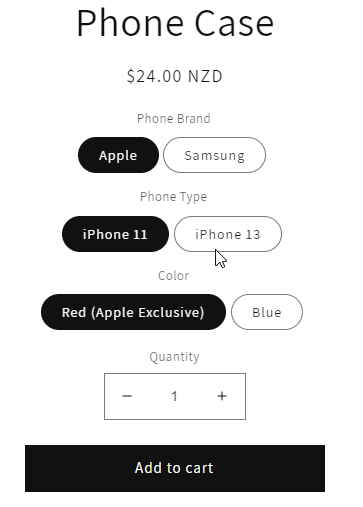 Phone Case
$24.00 NZD
Phone Brand
Apple Samsung
Phone Type
iPhone 11 iPhone 13
Color
Red (Apple Exclusive) Blue
Quantity
− 1 +
Add to cart